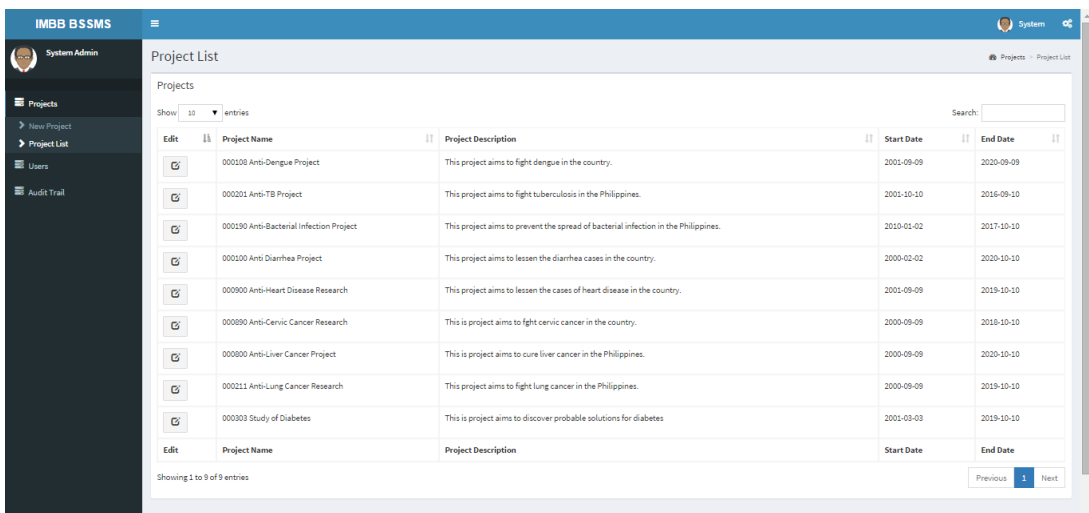 IMBB BSSMS
System
System Admin
Project List
Projects > Project List
Projects
Projects
New Project
Project List
Users
Audit Trail
Show 10 entries
Search:
Edit Project Name Project Description Start Date End Date
000108 Anti-Dengue Project This project aims to fight dengue in the country. 2001-09-09 2020-09-09
000201 Anti-TB Project This project aims to fight tuberculosis in the Philippines. 2001-10-10 2016-09-10
000190 Anti-Bacterial Infection Project This project aims to prevent the spread of bacterial infection in the Philippines. 2010-01-02 2017-10-10
000100 Anti Diarrhea Project This project aims to lessen the diarrhea cases in the country. 2000-02-02 2020-10-10
000900 Anti-Heart Disease Research This project aims to lessen the cases of heart disease in the country. 2001-09-09 2019-10-10
000890 Anti-Cervic Cancer Research This is project aims to fght cervic cancer in the country. 2000-09-09 2018-10-10
000800 Anti-Liver Cancer Project This is project aims to cure liver cancer in the Philippines. 2000-09-09 2020-10-10
000211 Anti-Lung Cancer Research This project aims to fight lung cancer in the Philippines. 2000-09-09 2019-10-10
000303 Study of Diabetes This is project aims to discover probable solutions for diabetes 2001-03-03 2019-10-10
Edit Project Name Project Description Start Date End Date
Showing 1 to 9 of 9 entries
Previous 1 Next